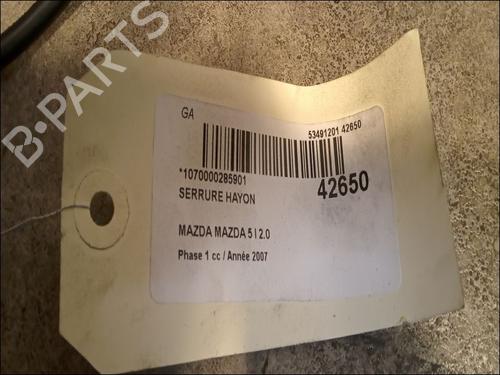 GA
53491201 42650
*1070000285901
SERRURE HAYON
42650
MAZDA MAZDA 5 I 2.0
Phase 1 cc / Année 2007
B-PARTS